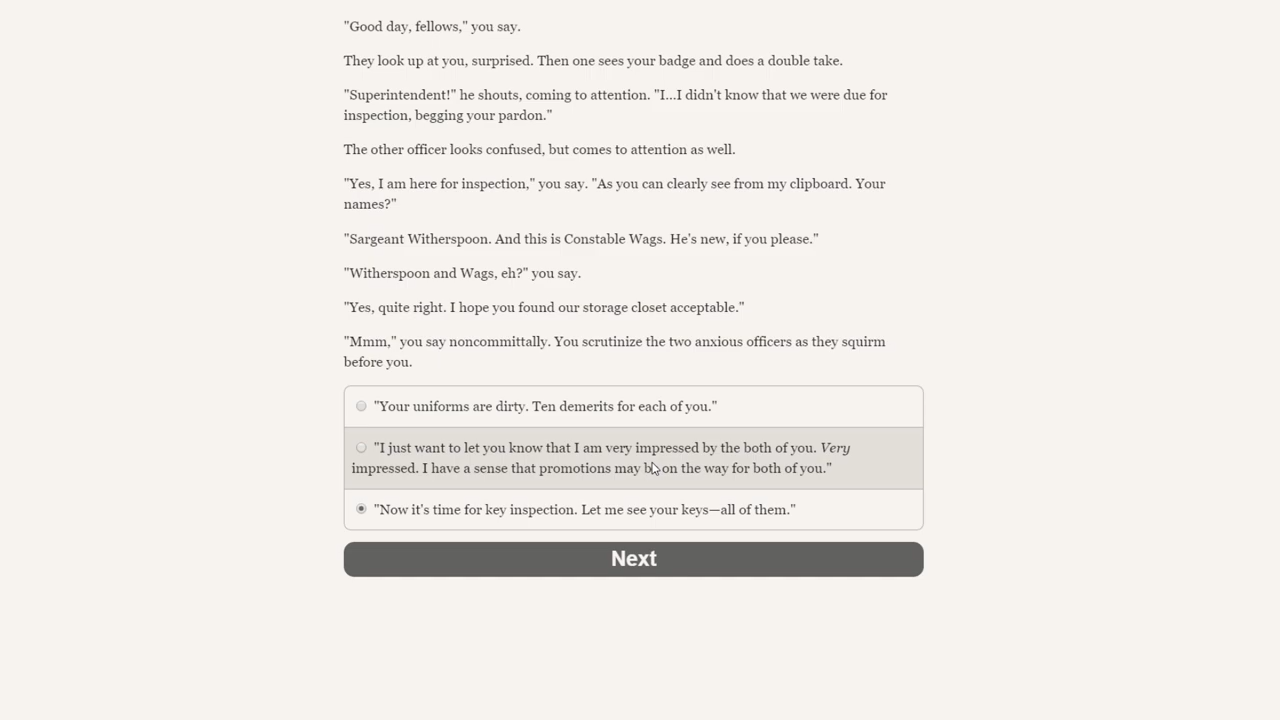 "Good day, fellows," you say.
They look up at you, surprised. Then one sees your badge and does a double take.
"Superintendent!" he shouts, coming to attention. "I...I didn't know that we were due for
inspection, begging your pardon."
The other officer looks confused, but comes to attention as well.
"Yes, I am here for inspection," you say. "As you can clearly see from my clipboard. Your
names?"
"Sargeant Witherspoon. And this is Constable Wags. He's new, if you please."
"Witherspoon and Wags, eh?" you say.
"Yes, quite right. I hope you found our storage closet acceptable."
"Mmm," you say noncommittally. You scrutinize the two anxious officers as they squirm
before you.
"Your uniforms are dirty. Ten demerits for each of you."
"I just want to let you know that I am very impressed by the both of you. Very
impressed. I have a sense that promotions may be on the way for both of you."
"Now it's time for key inspection. Let me see your keys—all of them."
Next